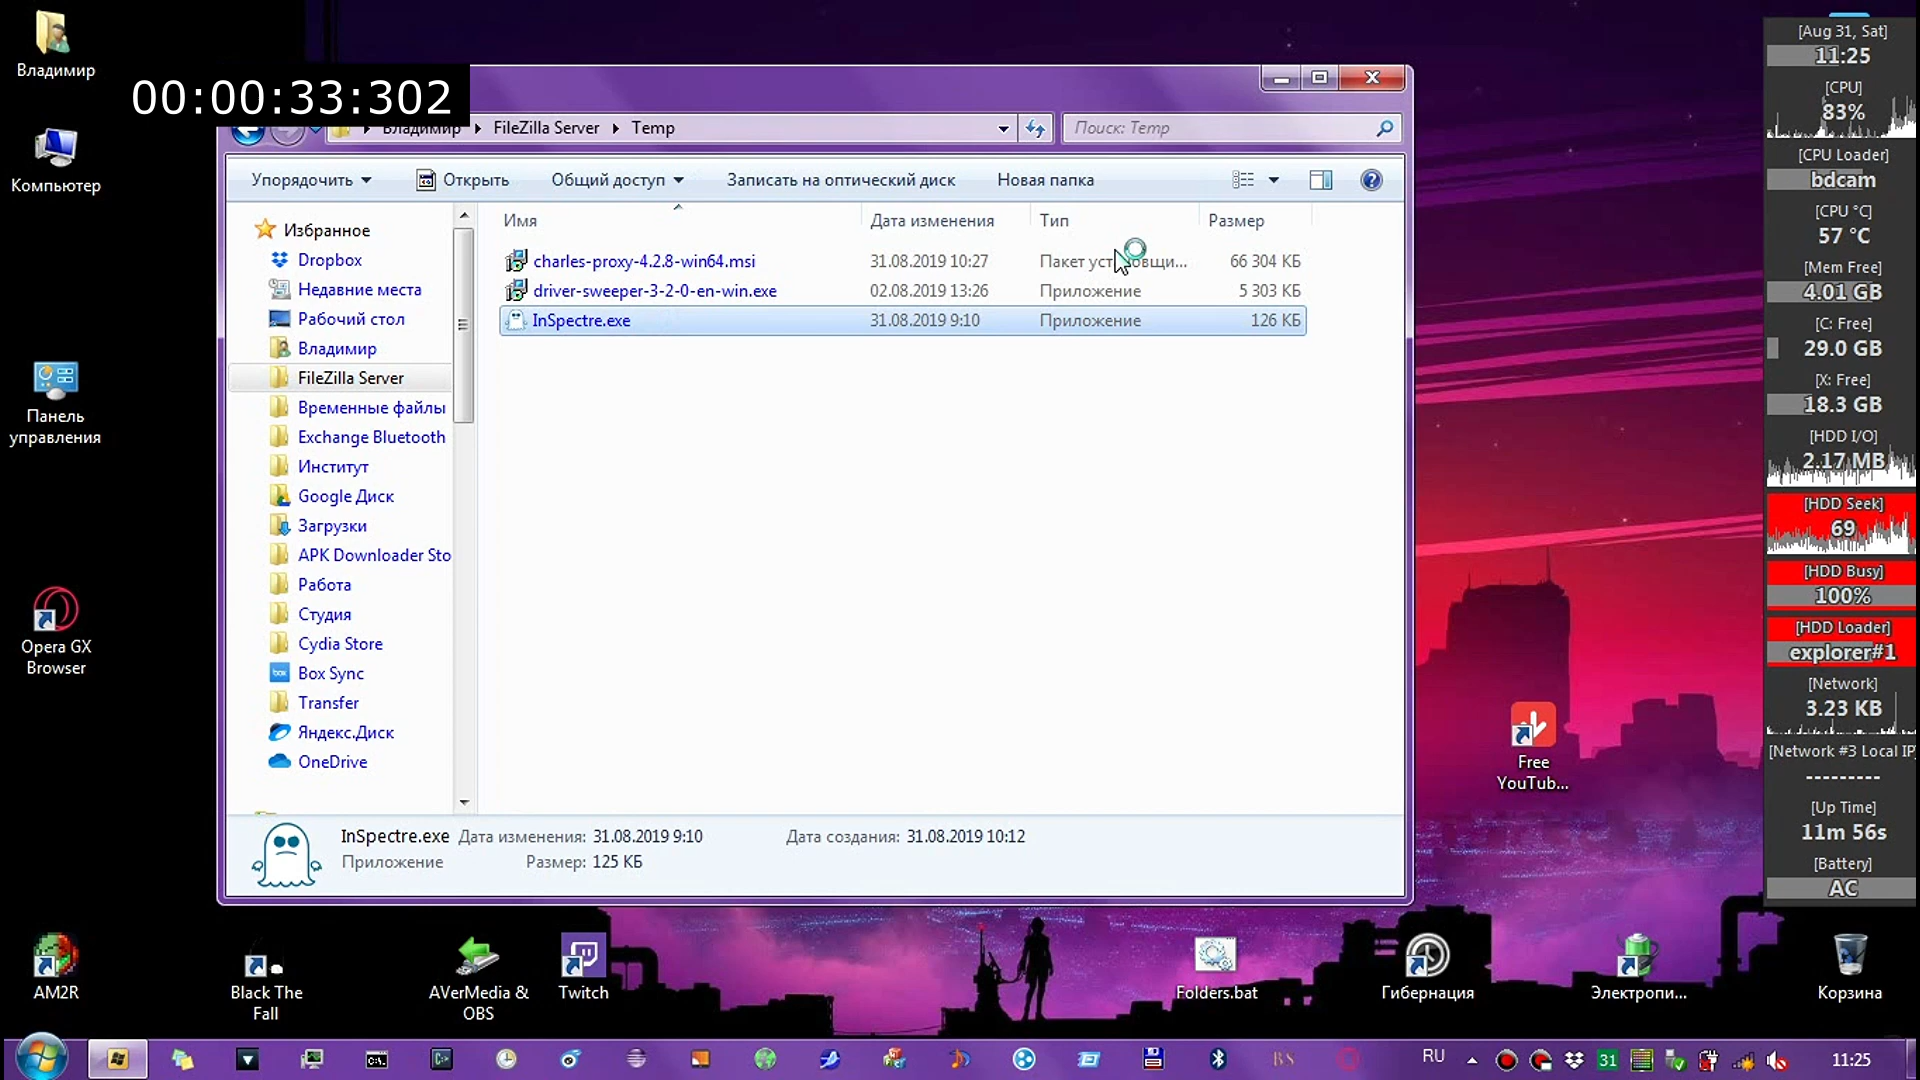 Владимир
00:00:33:302
Владимир
FileZilla Server
Temp
Поиск: Temp
Компьютер
Упорядочить
Открыть
Общий доступ
Записать на оптический диск
Новая папка
Избранное
Dropbox
Недавние места
Рабочий стол
Владимир
FileZilla Server
Временные файлы
Exchange Bluetooth
Институт
Google Диск
Загрузки
APK Downloader Sto
Работа
Студия
Cydia Store
Box Sync
Transfer
Яндекс.Диск
OneDrive
Имя Дата изменения Тип Размер
charles-proxy-4.2.8-win64.msi 31.08.2019 10:27 Пакет 66 304 КБ
driver-sweeper-3-2-0-en-win.exe 02.08.2019 13:26 Приложение 5 303 КБ
InSpectre.exe 31.08.2019 9:10 Приложение 126 КБ
InSpectre.exe Дата изменения: 31.08.2019 9:10 Дата создания: 31.08.2019 10:12
Приложение Размер: 125 КБ
Панель
управления
Opera GX
Browser
Free
YouTub...
[Aug 31, Sat]
11:25
[CPU]
83%
[CPU Loader]
bdcam
[CPU °C]
57 °C
[Mem Free]
4.01 GB
[C: Free]
29.0 GB
[X: Free]
18.3 GB
[HDD I/O]
2.17 MB
[HDD Seek]
69
[HDD Busy]
100%
[HDD Loader]
explorer#1
[Network]
3.23 KB
[Network #3 Local IP
---------
[Up Time]
11m 56s
[Battery]
AC
AM2R
Black The
Fall
AVerMedia &
OBS
Twitch
Folders.bat
Гибернация
Электропи...
Корзина
BS
RU
31
11:25